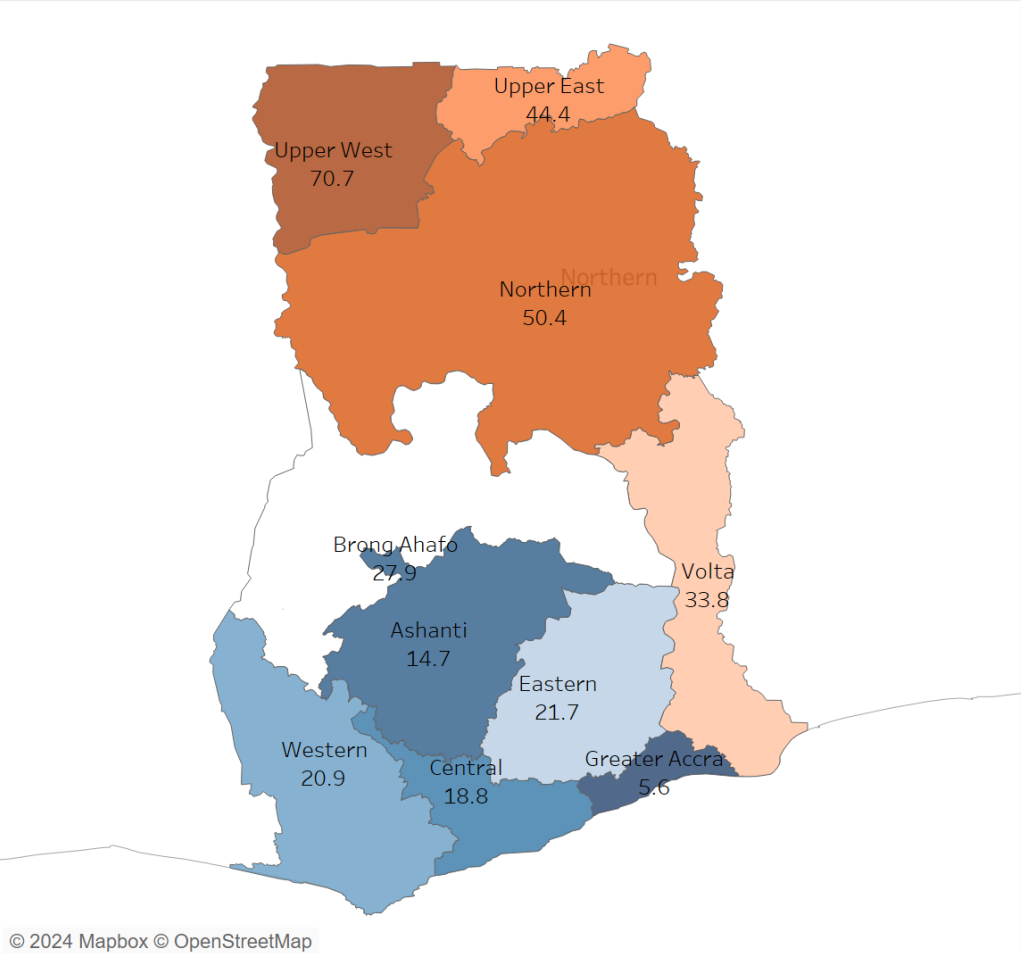 Upper East
44.4
Upper West
70.7
Northern
Northern
50.4
Brong Ahafo
27.9
Volta
33.8
Ashanti
14.7
Eastern
21.7
Western
20.9
Greater Accra
5.6
Central
18.8
© 2024 Mapbox © OpenStreetMap